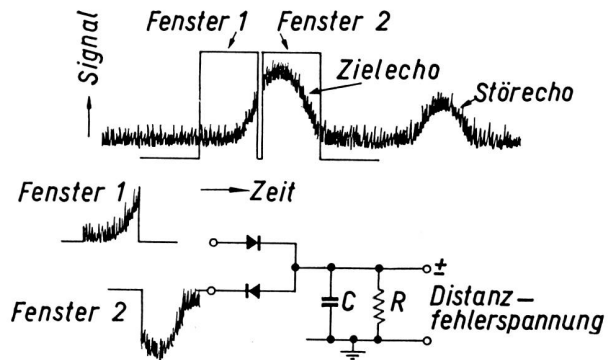 Fenster 1
Fenster 2
Signal
Zielecho
Störecho
Fenster 1
Zeit
±
Fenster 2
C
R
Distanz-
fehlerspannung